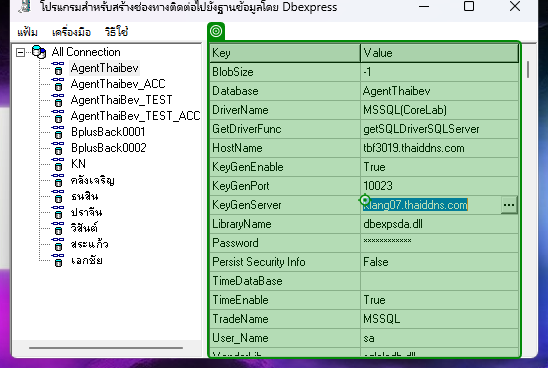 โปรแกรมสำหรับสร้างช่องทางติดต่อไปยังฐานข้อมูลโดย Dbexpress
แฟ้ม เครื่องมือ วิธีใช้
All Connection
AgentThaibev
AgentThaiBev_ACC
AgentThaiBev_TEST
AgentThaiBev_TEST_ACC
BplusBack0001
BplusBack0002
KN
คลังเจริญ
ธนสิน
ปราจีน
วิสันต์
สระแก้ว
เอกชัย
Key Value
BlobSize -1
Database AgentThaibev
DriverName MSSQL(CoreLab)
GetDriverFunc getSQLDriverSQLServer
HostName tbf3019.thaiddns.com
KeyGenEnable True
KeyGenPort 10023
KeyGenServer klang07.thaiddns.com ...
LibraryName dbexpsda.dll
Password ************
Persist Security Info False
TimeDataBase
TimeEnable True
TradeName MSSQL
User_Name sa